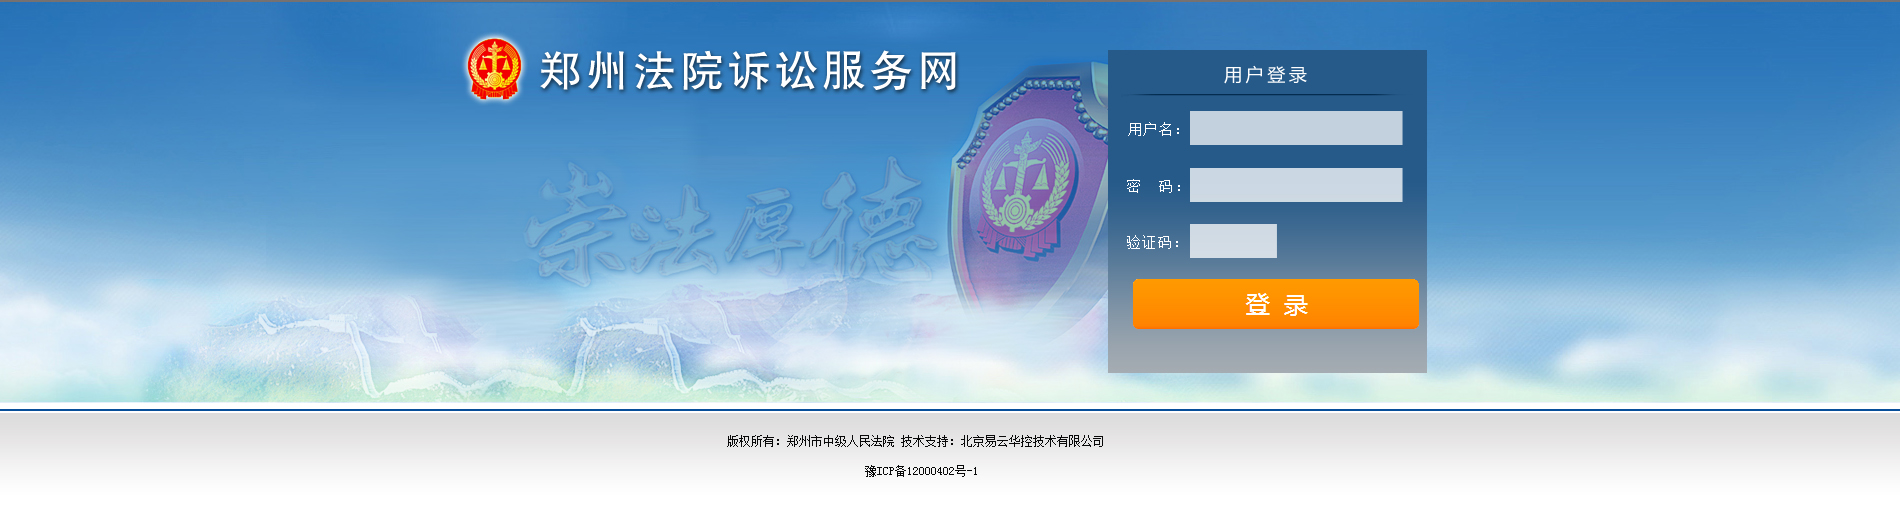 郑州法院诉讼服务网
崇法厚德
用户登录
用户名：
密 码：
验证码：
登 录
版权所有：郑州市中级人民法院 技术支持：北京易云华控技术有限公司
豫ICP备12000402号-1